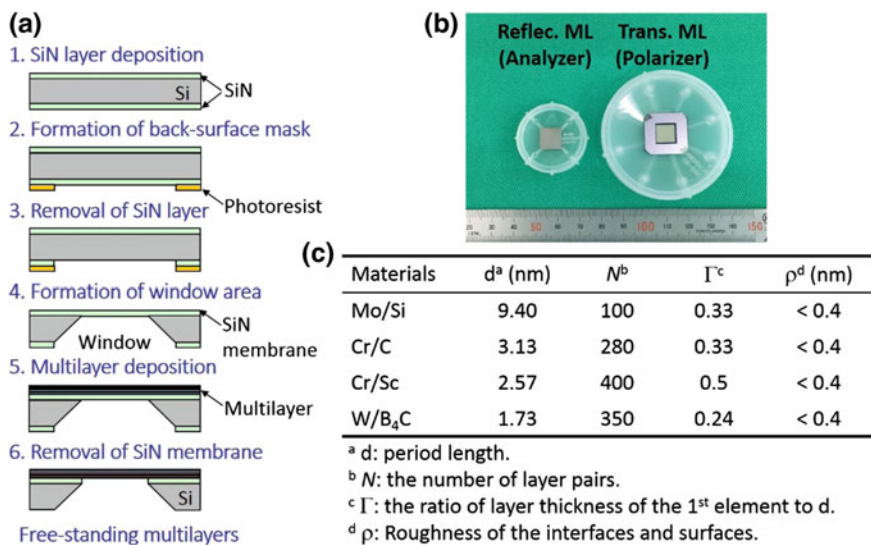 (a)
1. SiN layer deposition
Si
SiN
2. Formation of back-surface mask
Photoresist
3. Removal of SiN layer
4. Formation of window area
Window
SiN
membrane
5. Multilayer deposition
Multilayer
6. Removal of SiN membrane
Si
Free-standing multilayers
(b)
Reflec. ML
(Analyzer)
Trans. ML
(Polarizer)
50
100
150
(c)
Materials dᵃ (nm) Nᵇ Γᶜ ρᵈ (nm)
Mo/Si 9.40 100 0.33 < 0.4
Cr/C 3.13 280 0.33 < 0.4
Cr/Sc 2.57 400 0.5 < 0.4
W/B₄C 1.73 350 0.24 < 0.4
ᵃ d: period length.
ᵇ N: the number of layer pairs.
ᶜ Γ: the ratio of layer thickness of the 1ˢᵗ element to d.
ᵈ ρ: Roughness of the interfaces and surfaces.